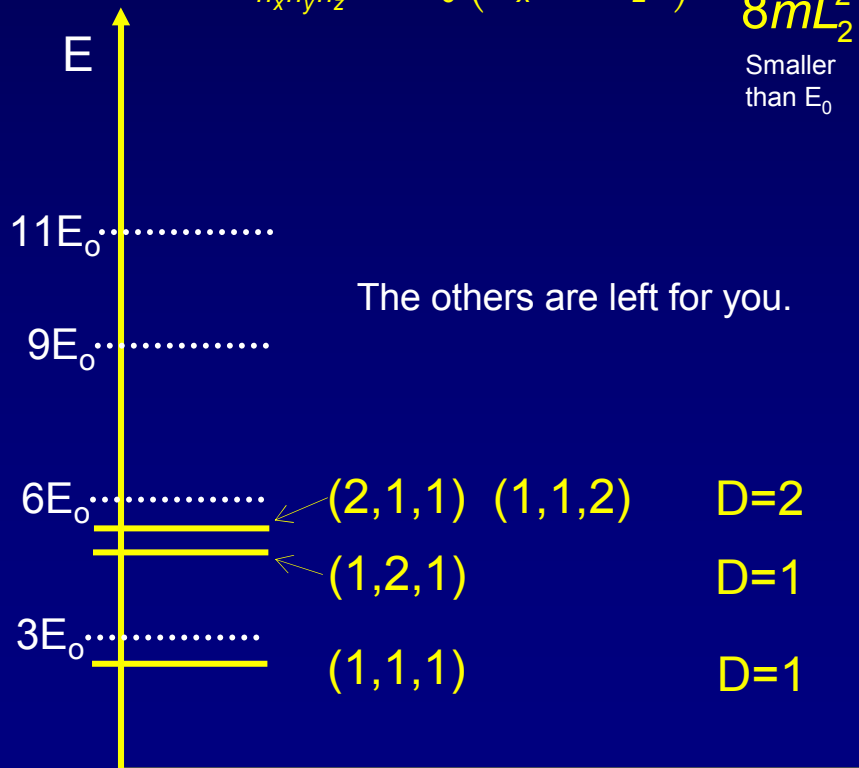 8mL₂²
E
Smaller
than E₀
11Eₒ
The others are left for you.
9Eₒ
6Eₒ (2,1,1) (1,1,2) D=2
(1,2,1) D=1
3Eₒ
(1,1,1) D=1